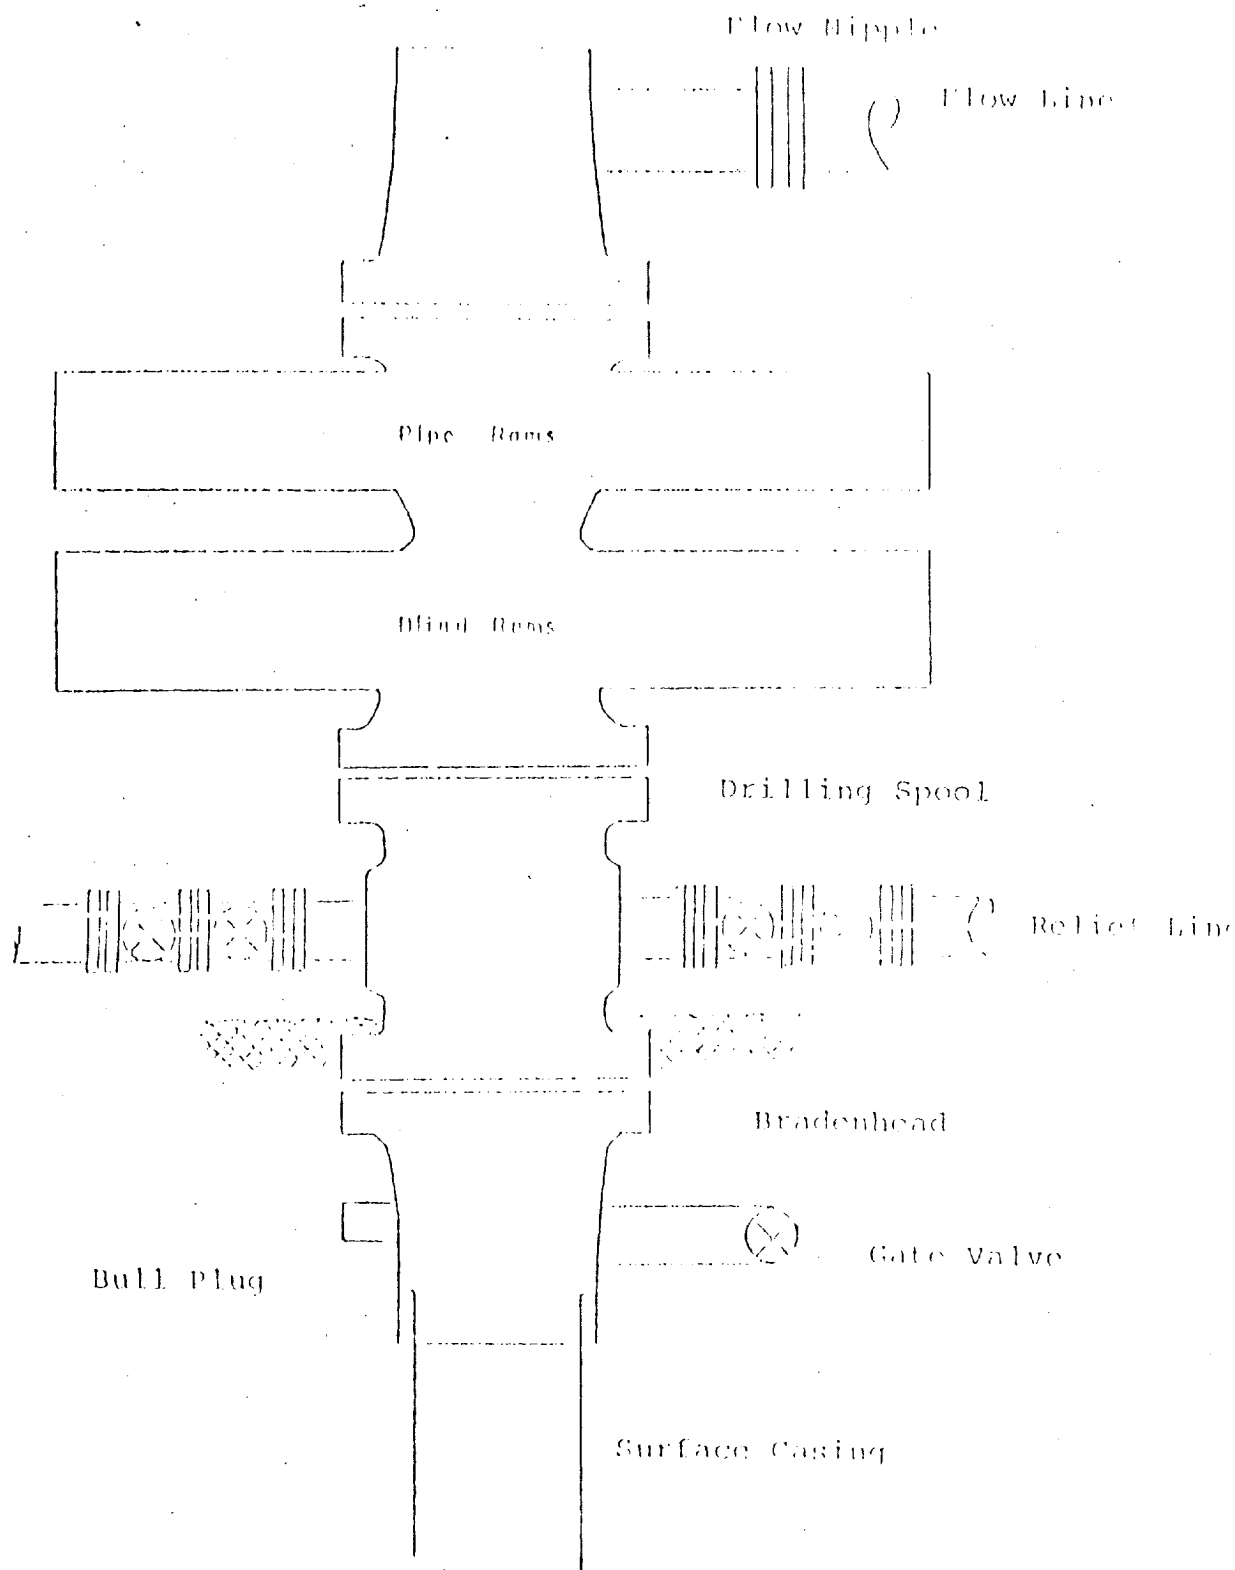 Flow Nipple
Flow Line
Pipe Rams
Blind Rams
Drilling Spool
Relief Line
Bradenhead
Gate Valve
Bull Plug
Surface Casing